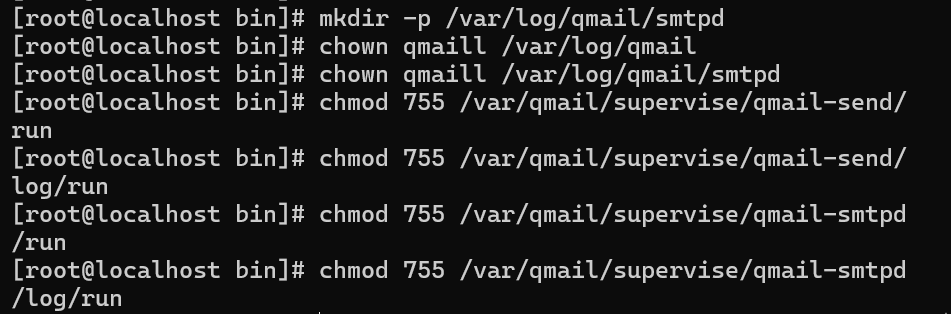 [root@localhost bin]# mkdir -p /var/log/qmail/smtpd
[root@localhost bin]# chown qmaill /var/log/qmail
[root@localhost bin]# chown qmaill /var/log/qmail/smtpd
[root@localhost bin]# chmod 755 /var/qmail/supervise/qmail-send/
run
[root@localhost bin]# chmod 755 /var/qmail/supervise/qmail-send/
log/run
[root@localhost bin]# chmod 755 /var/qmail/supervise/qmail-smtpd
/run
[root@localhost bin]# chmod 755 /var/qmail/supervise/qmail-smtpd
/log/run